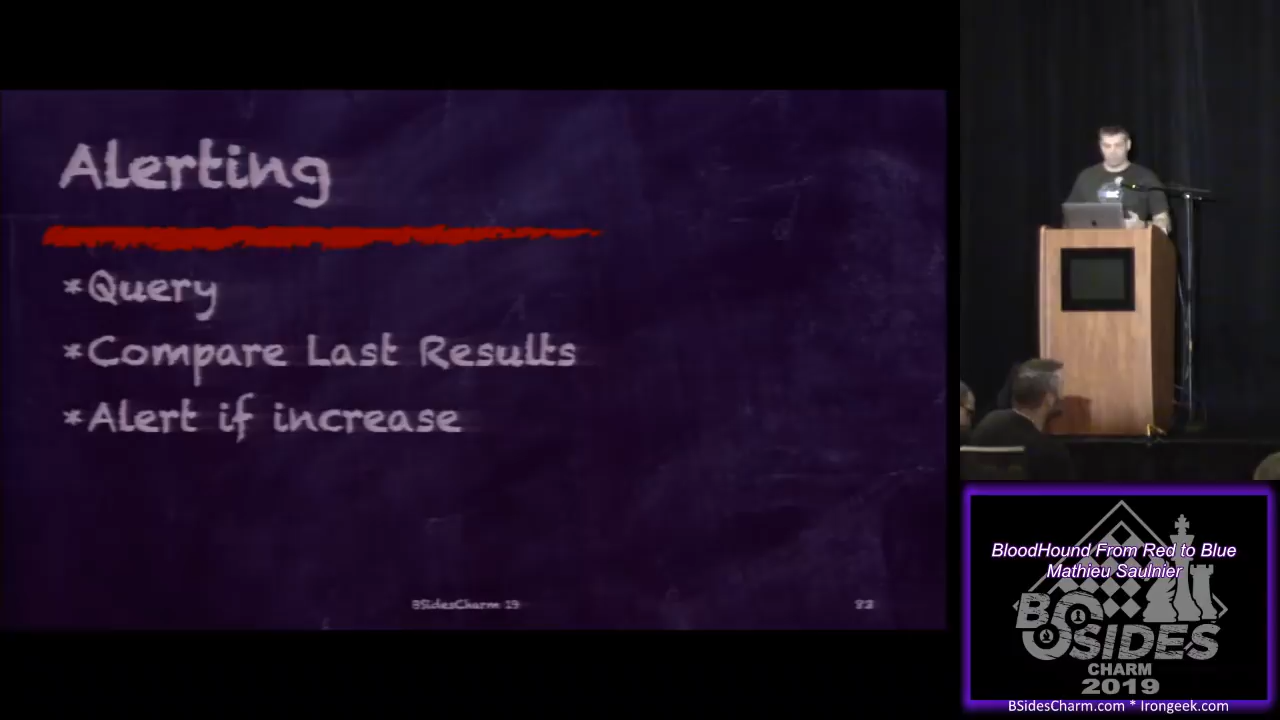 Alerting
*Query
*Compare Last Results
*Alert if increase
BSidesCharm 19
BloodHound From Red to Blue
Mathieu Saulnier
BSIDES
CHARM
2019
BSidesCharm.com * Irongeek.com